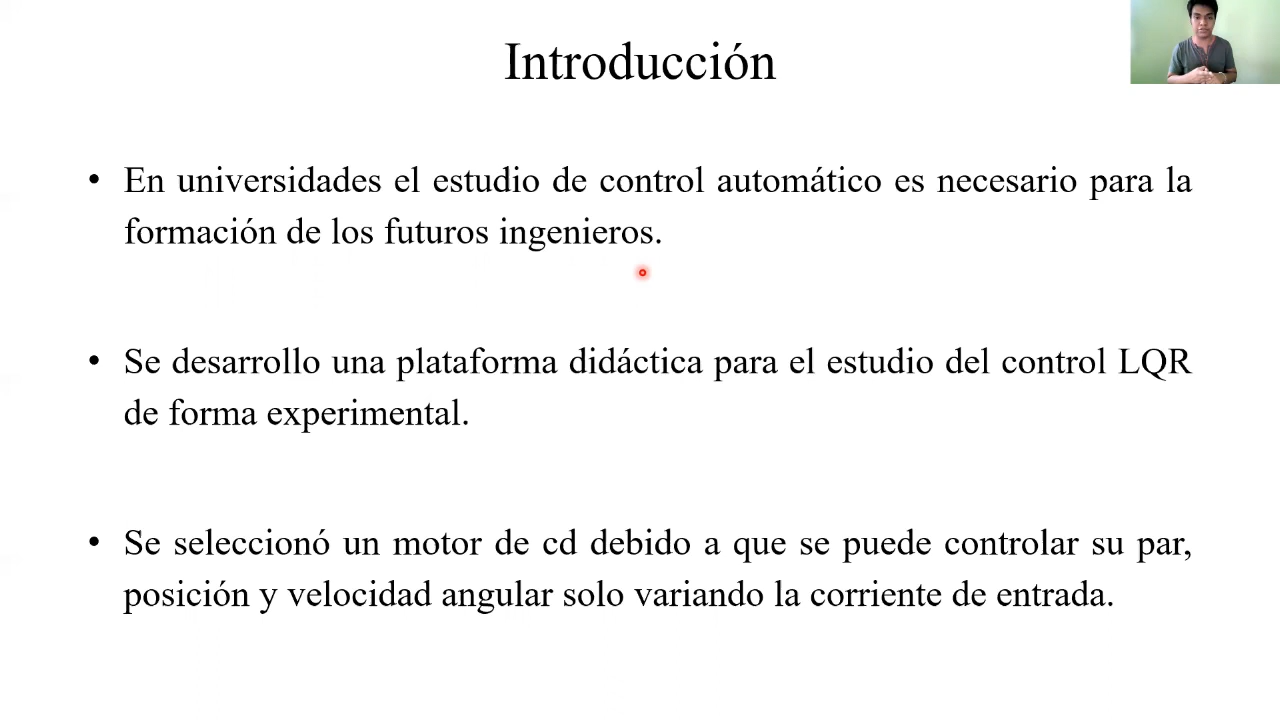 Introducción
• En universidades el estudio de control automático es necesario para la
formación de los futuros ingenieros.
• Se desarrollo una plataforma didáctica para el estudio del control LQR
de forma experimental.
• Se seleccionó un motor de cd debido a que se puede controlar su par,
posición y velocidad angular solo variando la corriente de entrada.